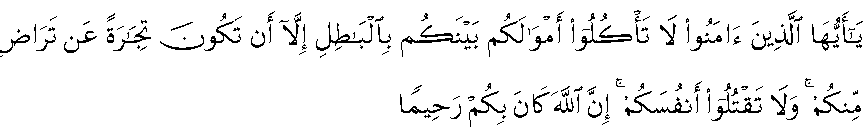 يَٰٓأَيُّهَا ٱلَّذِينَ ءَامَنُوا۟ لَا تَأْكُلُوٓا۟ أَمْوَٰلَكُم بَيْنَكُم بِٱلْبَٰطِلِ إِلَّآ أَن تَكُونَ تِجَٰرَةً عَن تَرَاضٍ
مِّنكُمْ ۚ وَلَا تَقْتُلُوٓا۟ أَنفُسَكُمْ ۚ إِنَّ ٱللَّهَ كَانَ بِكُمْ رَحِيمًا